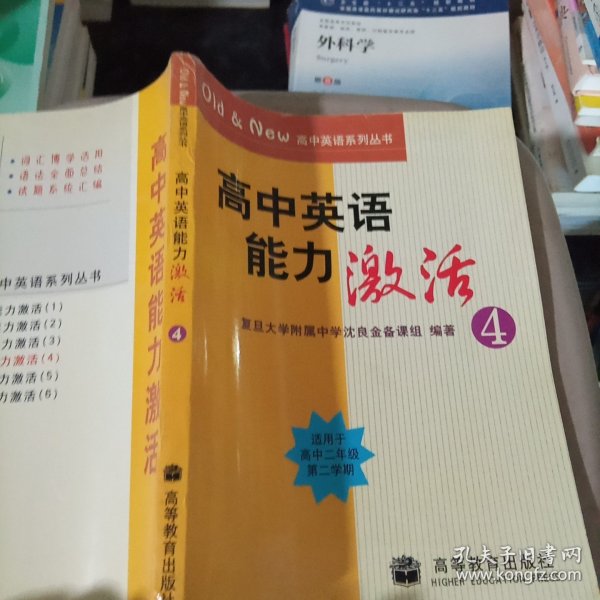 外科学
Surgery
第8版
Old & New 高中英语系列丛书
高中英语
能力激活
4
复旦大学附属中学沈良金备课组 编著
适用于
高中二年级
第二学期
高等教育出版社
HIGHER EDUCATION PRESS
Old & New 高中英语系列丛书
高中英语能力激活
4
高等教育出版社
高中英语能力激活
词汇博学活用
语法全面总结
试题系统汇编
中英语系列丛书
力激活(1)
力激活(2)
力激活(3)
力激活(4)
力激活(5)
力激活(6)
孔夫子旧书网
www.kongfz.com